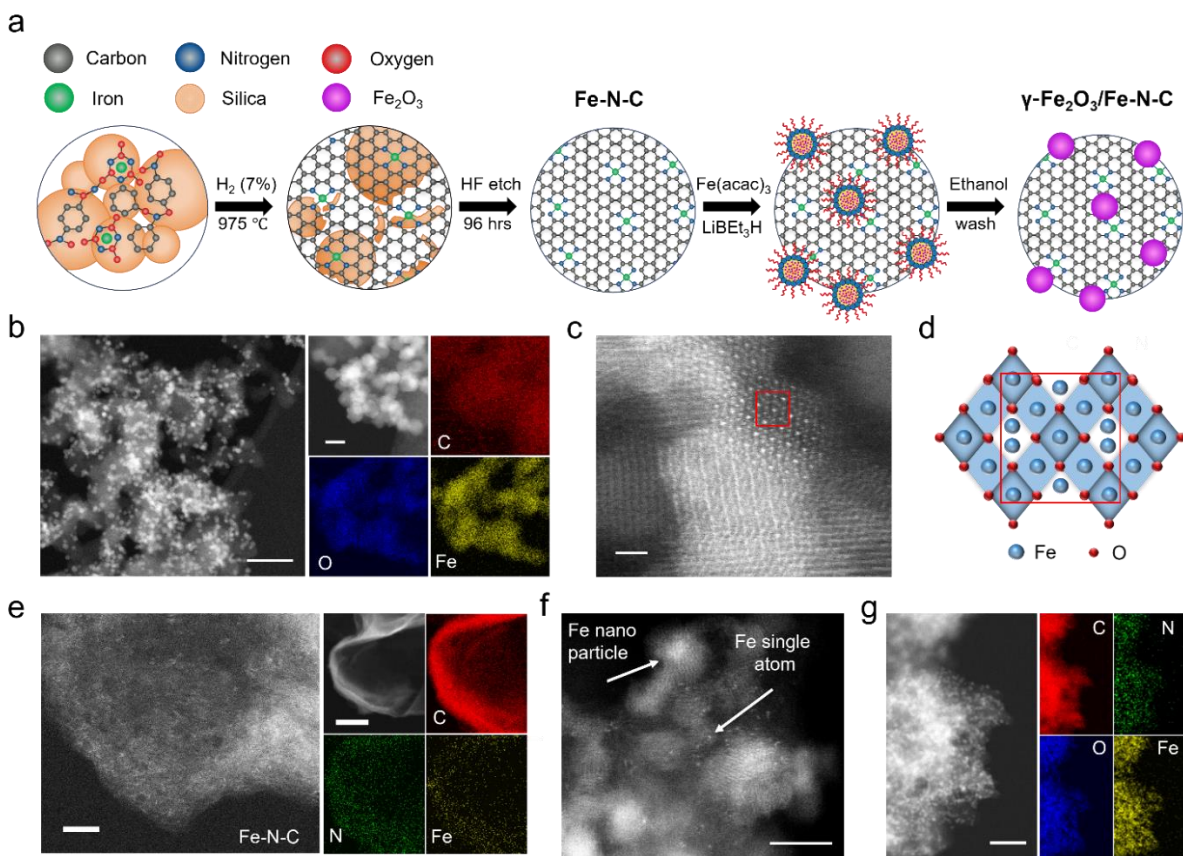 a
Carbon Nitrogen Oxygen
Iron Silica Fe₂O₃
Fe-N-C
γ-Fe₂O₃/Fe-N-C
H₂ (7%)
975 ℃
HF etch
96 hrs
Fe(acac)₃
LiBEt₃H
Ethanol
wash
b
C
O
Fe
c
d
C N
Fe O
e
Fe-N-C
C
N
Fe
f
Fe nano
particle
Fe single
atom
g
C
N
O
Fe